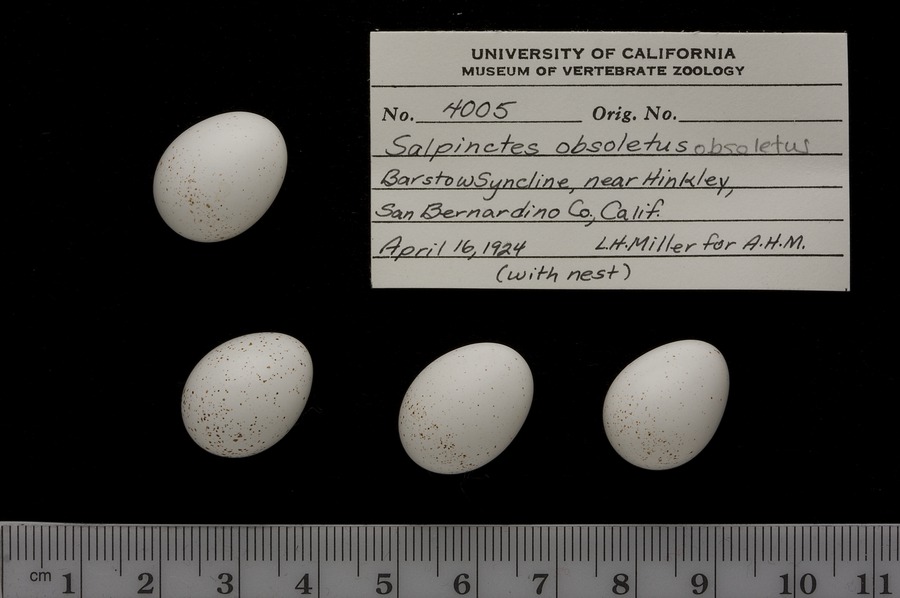 UNIVERSITY OF CALIFORNIA
MUSEUM OF VERTEBRATE ZOOLOGY
No. 4005 Orig. No.
Salpinctes obsoletus obsoletus
Barstow Syncline, near Hinkley,
San Bernardino Co., Calif.
April 16, 1924 L.H. Miller for A.H.M.
(with nest)
cm 1 2 3 4 5 6 7 8 9 10 11